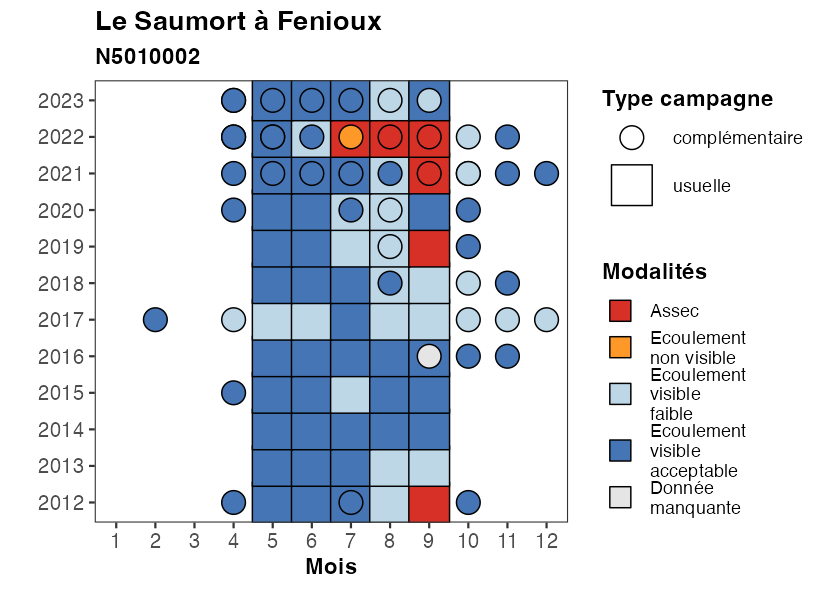 Le Saumort à Fenioux
N5010002
2023
2022
2021
2020
2019
2018
2017
2016
2015
2014
2013
2012
1 2 3 4 5 6 7 8 9 10 11 12
Mois
Type campagne
complémentaire
usuelle
Modalités
Assec
Ecoulement
non visible
Ecoulement
visible
faible
Ecoulement
visible
acceptable
Donnée
manquante